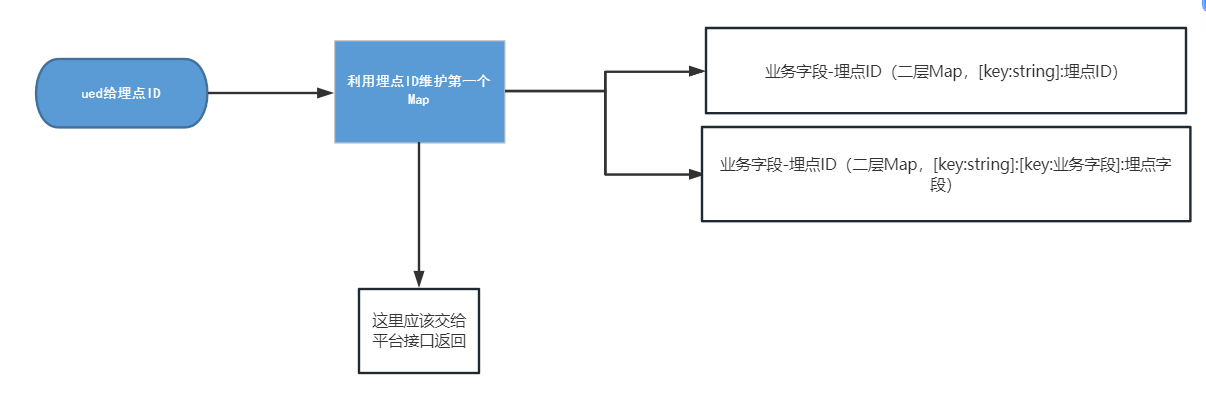 ued给埋点ID
利用埋点ID维护第一个
Map
业务字段-埋点ID（二层Map，[key:string]:埋点ID）
业务字段-埋点ID（二层Map，[key:string]:[key:业务字段]:埋点字
段）
这里应该交给
平台接口返回